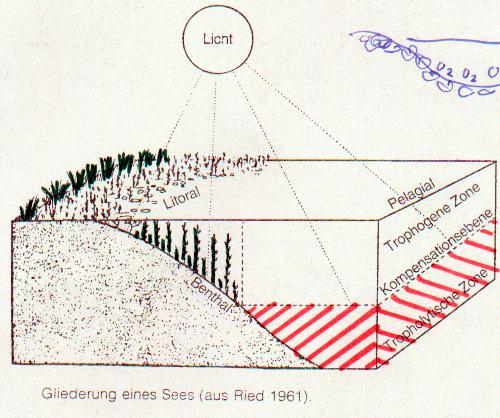 Licht
O2 O2 O
Litoral
Pelagial
Trophogene Zone
Kompensationsebene
Tropholytische Zone
Benthal
Gliederung eines Sees (aus Ried 1961).